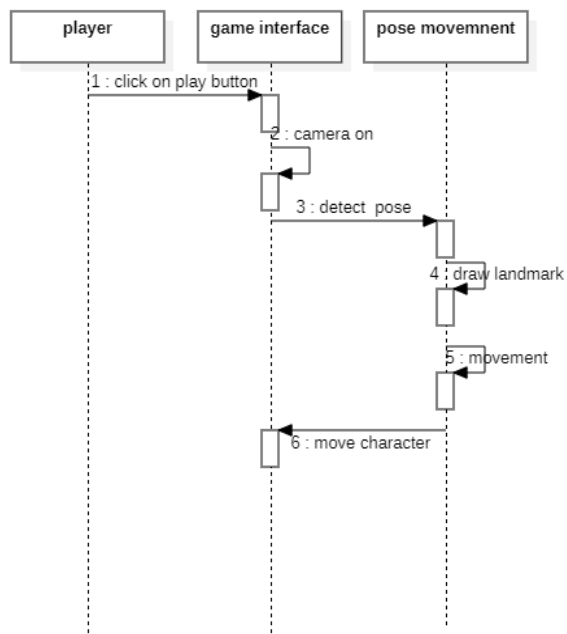 player
game interface
pose movemnent
1 : click on play button
2 : camera on
3 : detect pose
4 : draw landmark
5 : movement
6 : move character